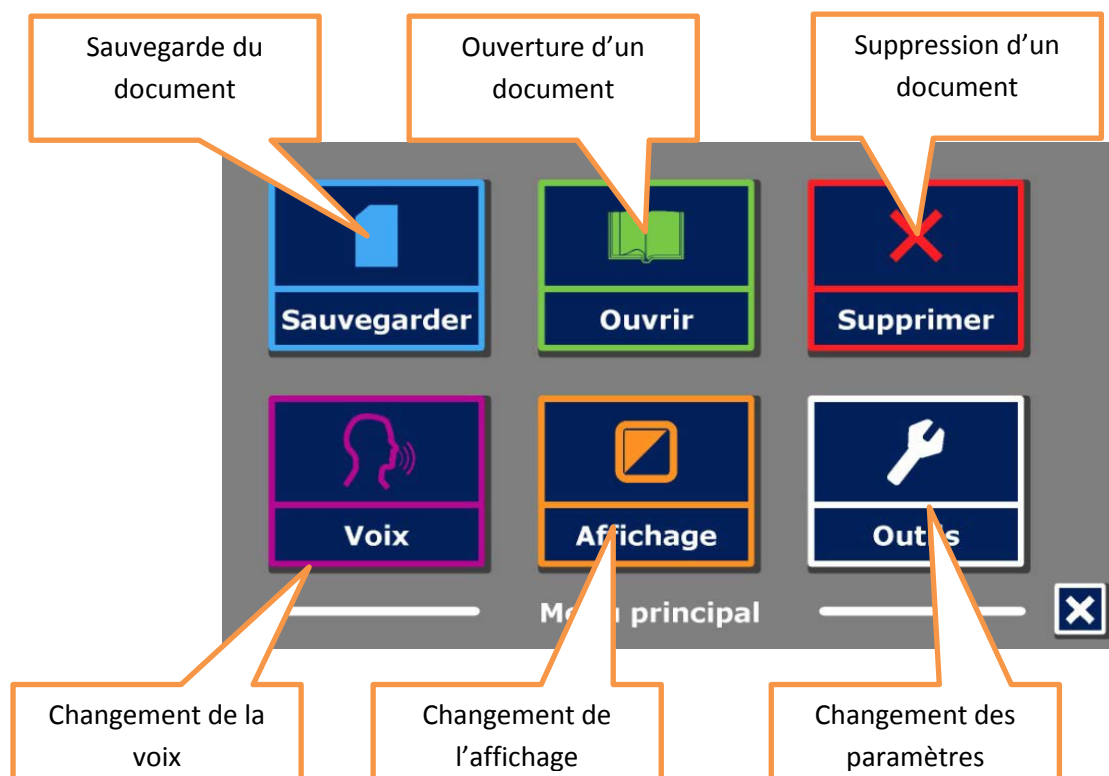 Sauvegarde du
document
Ouverture d’un
document
Suppression d’un
document
Sauvegarder
Ouvrir
Supprimer
Voix
Affichage
Outils
Menu principal
Changement de la
voix
Changement de
l’affichage
Changement des
paramètres